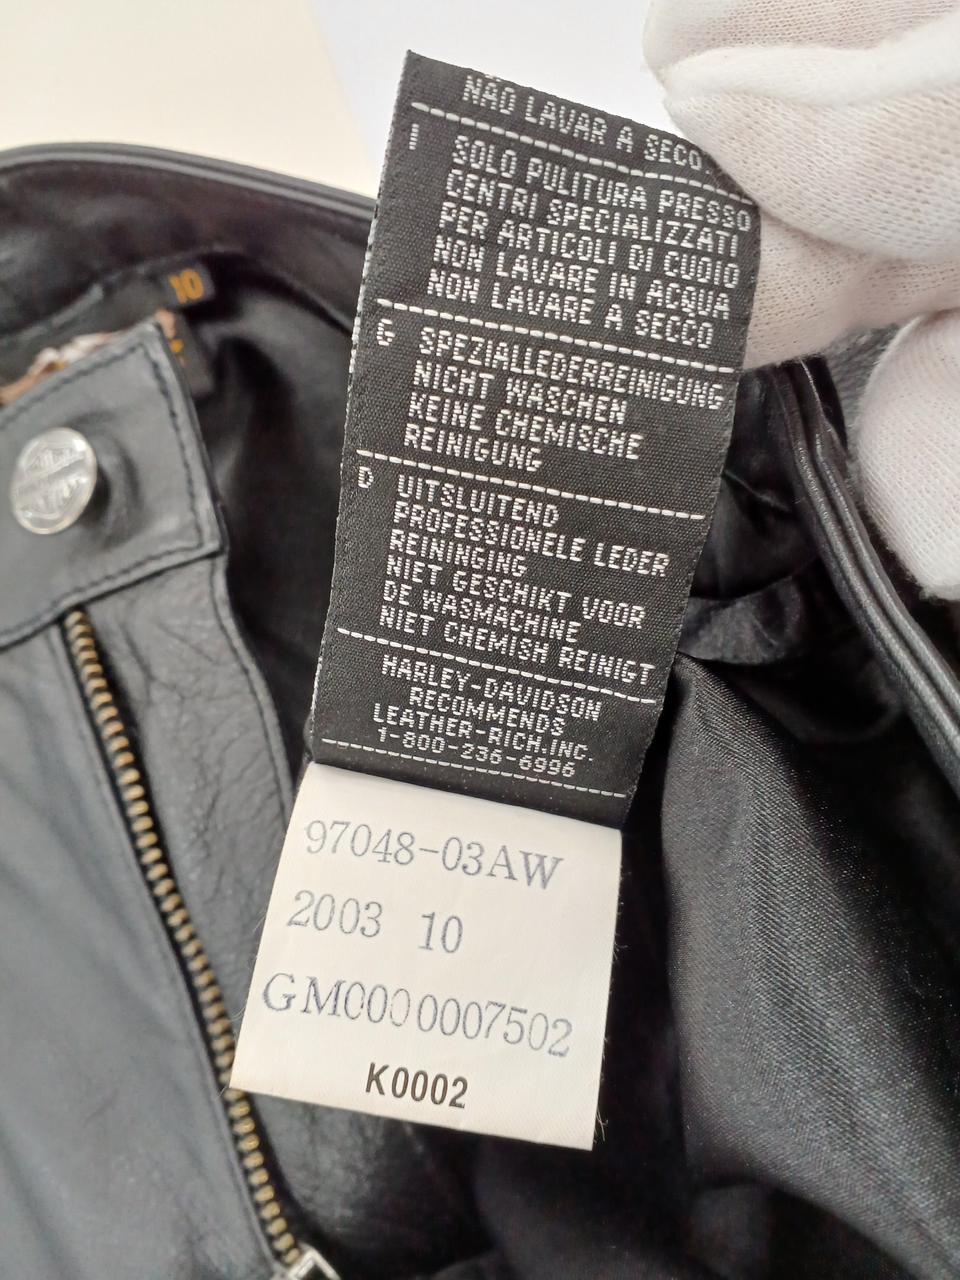 NÃO LAVAR A SECO
I SOLO PULITURA PRESSO
CENTRI SPECIALIZZATI
PER ARTICOLI DI CUOIO
NON LAVARE IN ACQUA
NON LAVARE A SECCO
G SPEZIALLEDERREINIGUNG
NICHT WASCHEN
KEINE CHEMISCHE
REINIGUNG
D UITSLUITEND
PROFESSIONELE LEDER
REININGING
NIET GESCHIKT VOOR
DE WASMACHINE
NIET CHEMISH REINIGT
HARLEY-DAVIDSON
RECOMMENDS
LEATHER-RICH.INC.
1-800-236-6996
97048-03AW
2003 10
GM0000007502
K0002
10